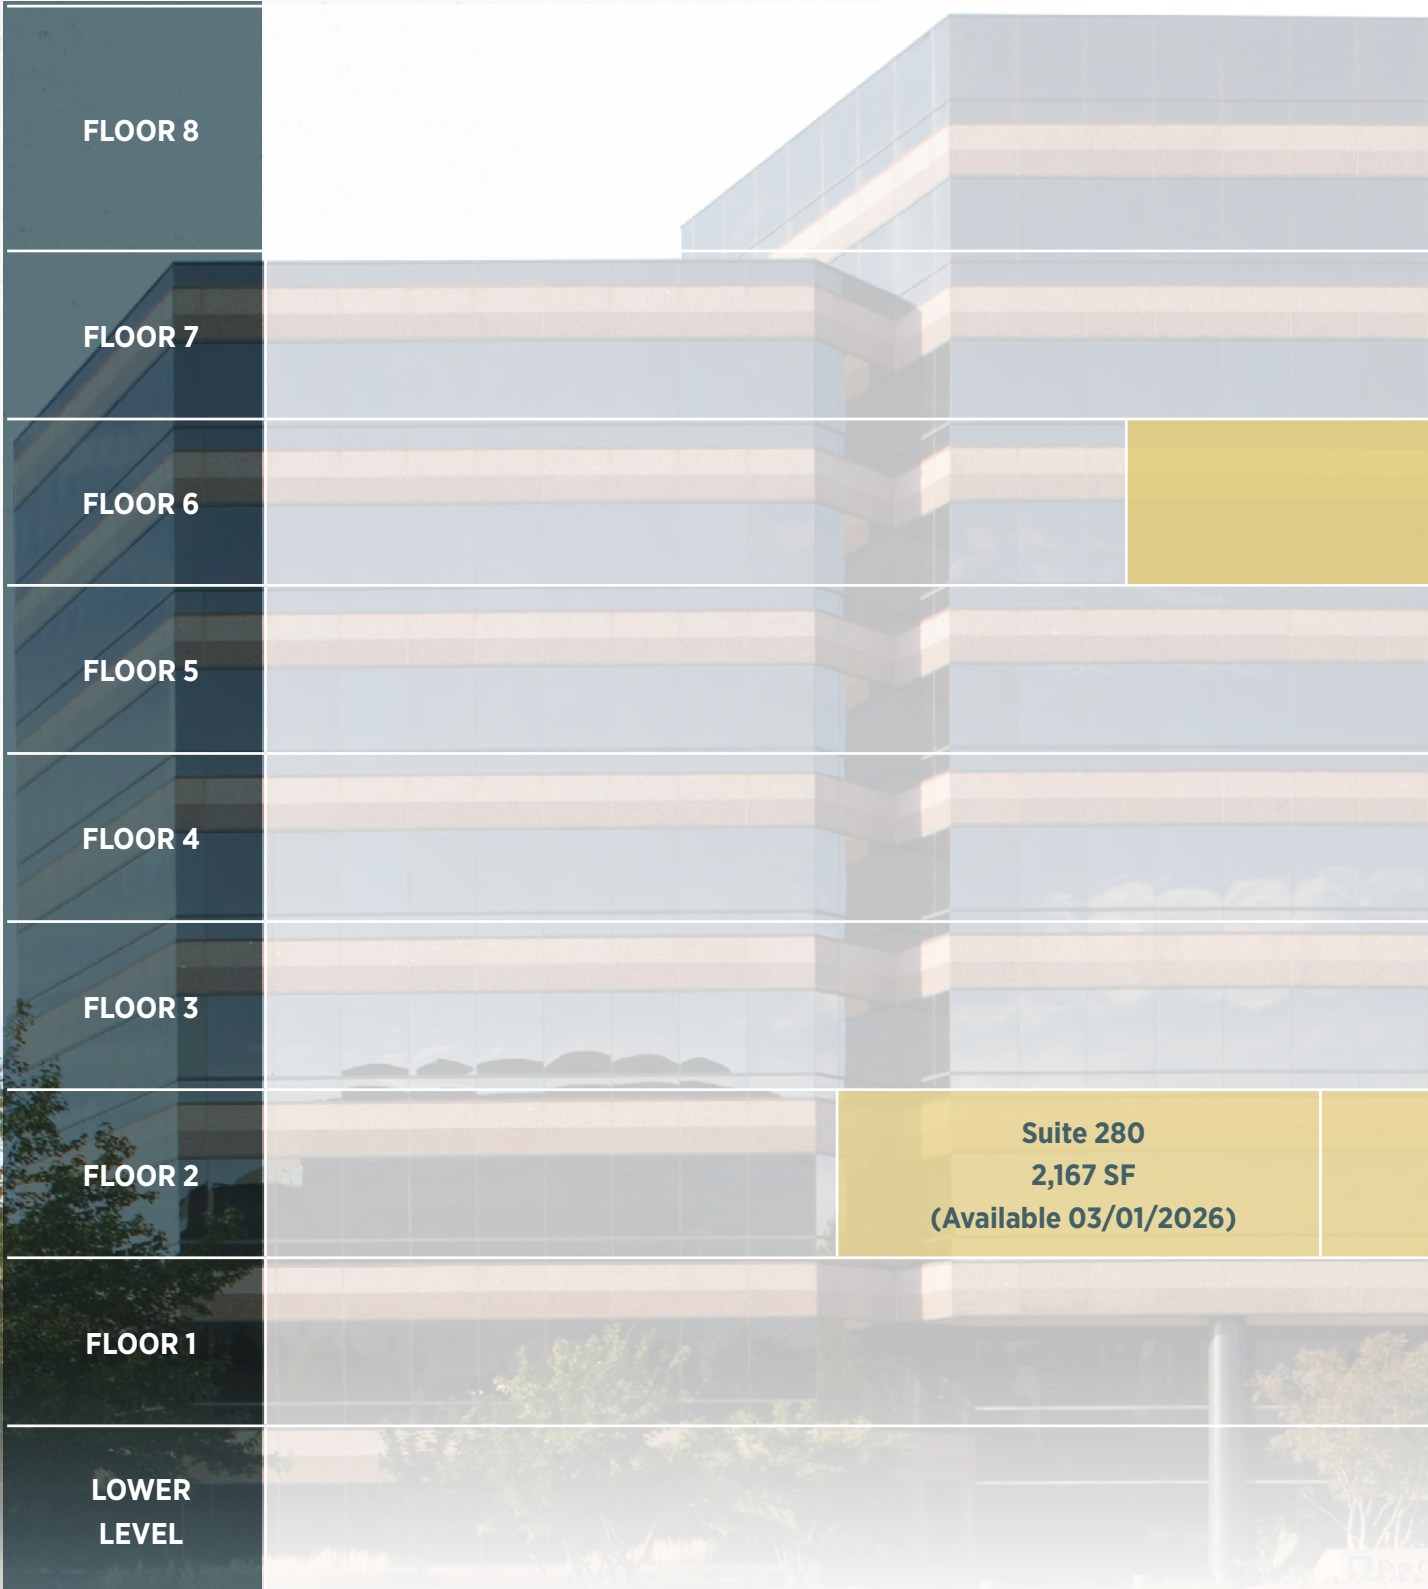 FLOOR 8
FLOOR 7
FLOOR 6
FLOOR 5
FLOOR 4
FLOOR 3
FLOOR 2
Suite 280
2,167 SF
(Available 03/01/2026)
FLOOR 1
LOWER
LEVEL